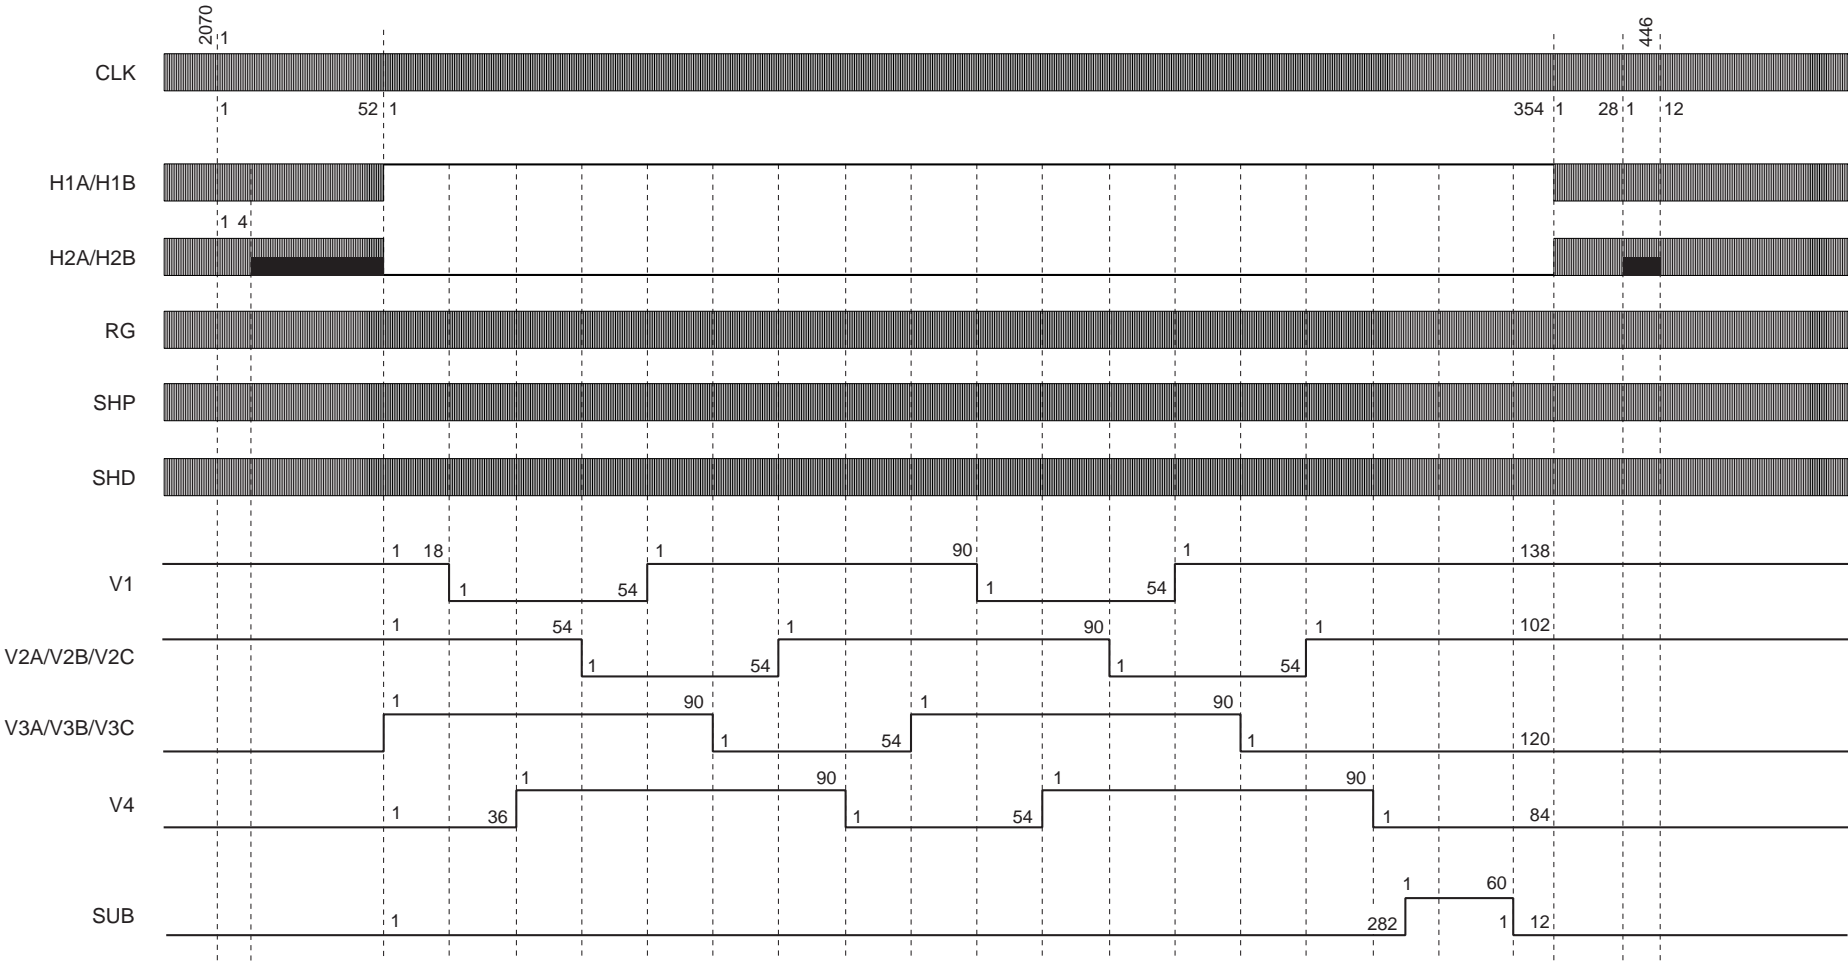 2070 1 446
CLK
1 52 1 354 1 28 1 12
H1A/H1B
1 4
H2A/H2B
RG
SHP
SHD
1 18 1 90 1 138
V1
1 54 1 54
1 54 1 90 1 102
V2A/V2B/V2C
1 54 1 54
1 90 1 90
V3A/V3B/V3C
1 54 1 120
1 90 1 90
V4
1 36 1 54 1 84
1 60
SUB
1 282 1 12